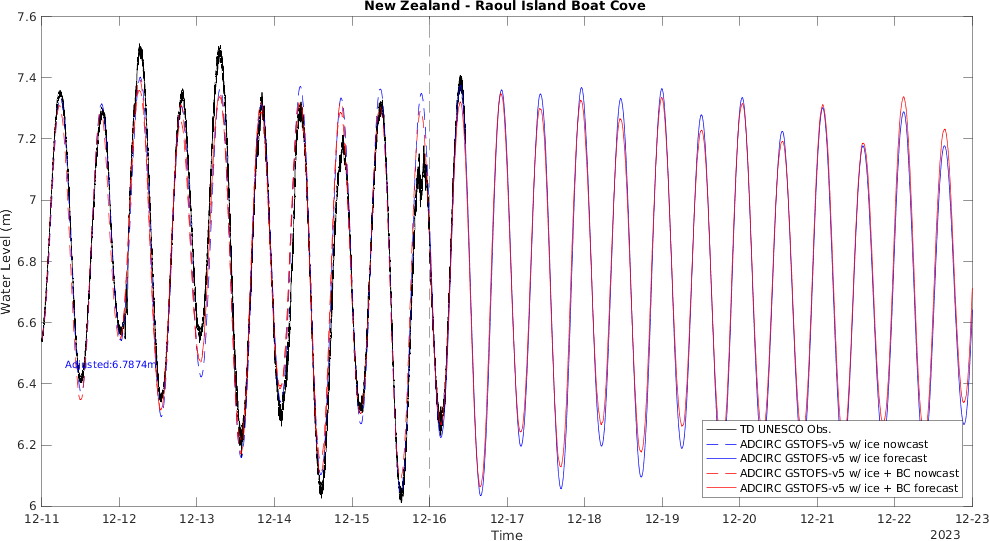 New Zealand - Raoul Island Boat Cove
7.6
7.4
7.2
7
6.8
6.6
6.4
6.2
6
Water Level (m)
Adjusted:6.7874m
TD UNESCO Obs.
ADCIRC GSTOFS-v5 w/ ice nowcast
ADCIRC GSTOFS-v5 w/ ice forecast
ADCIRC GSTOFS-v5 w/ ice + BC nowcast
ADCIRC GSTOFS-v5 w/ ice + BC forecast
12-11 12-12 12-13 12-14 12-15 12-16 12-17 12-18 12-19 12-20 12-21 12-22 12-23
Time
2023